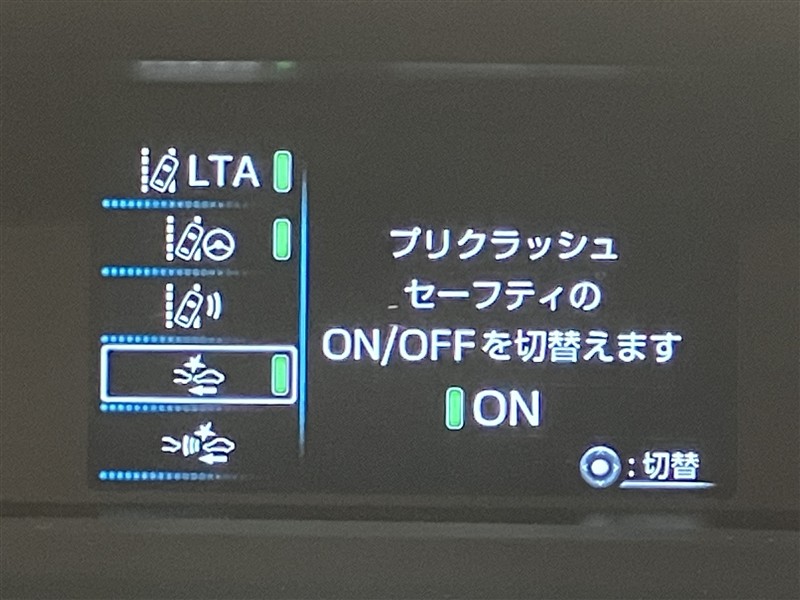 LTA
プリクラッシュ
セーフティの
ON/OFFを切替えます
ON
:切替